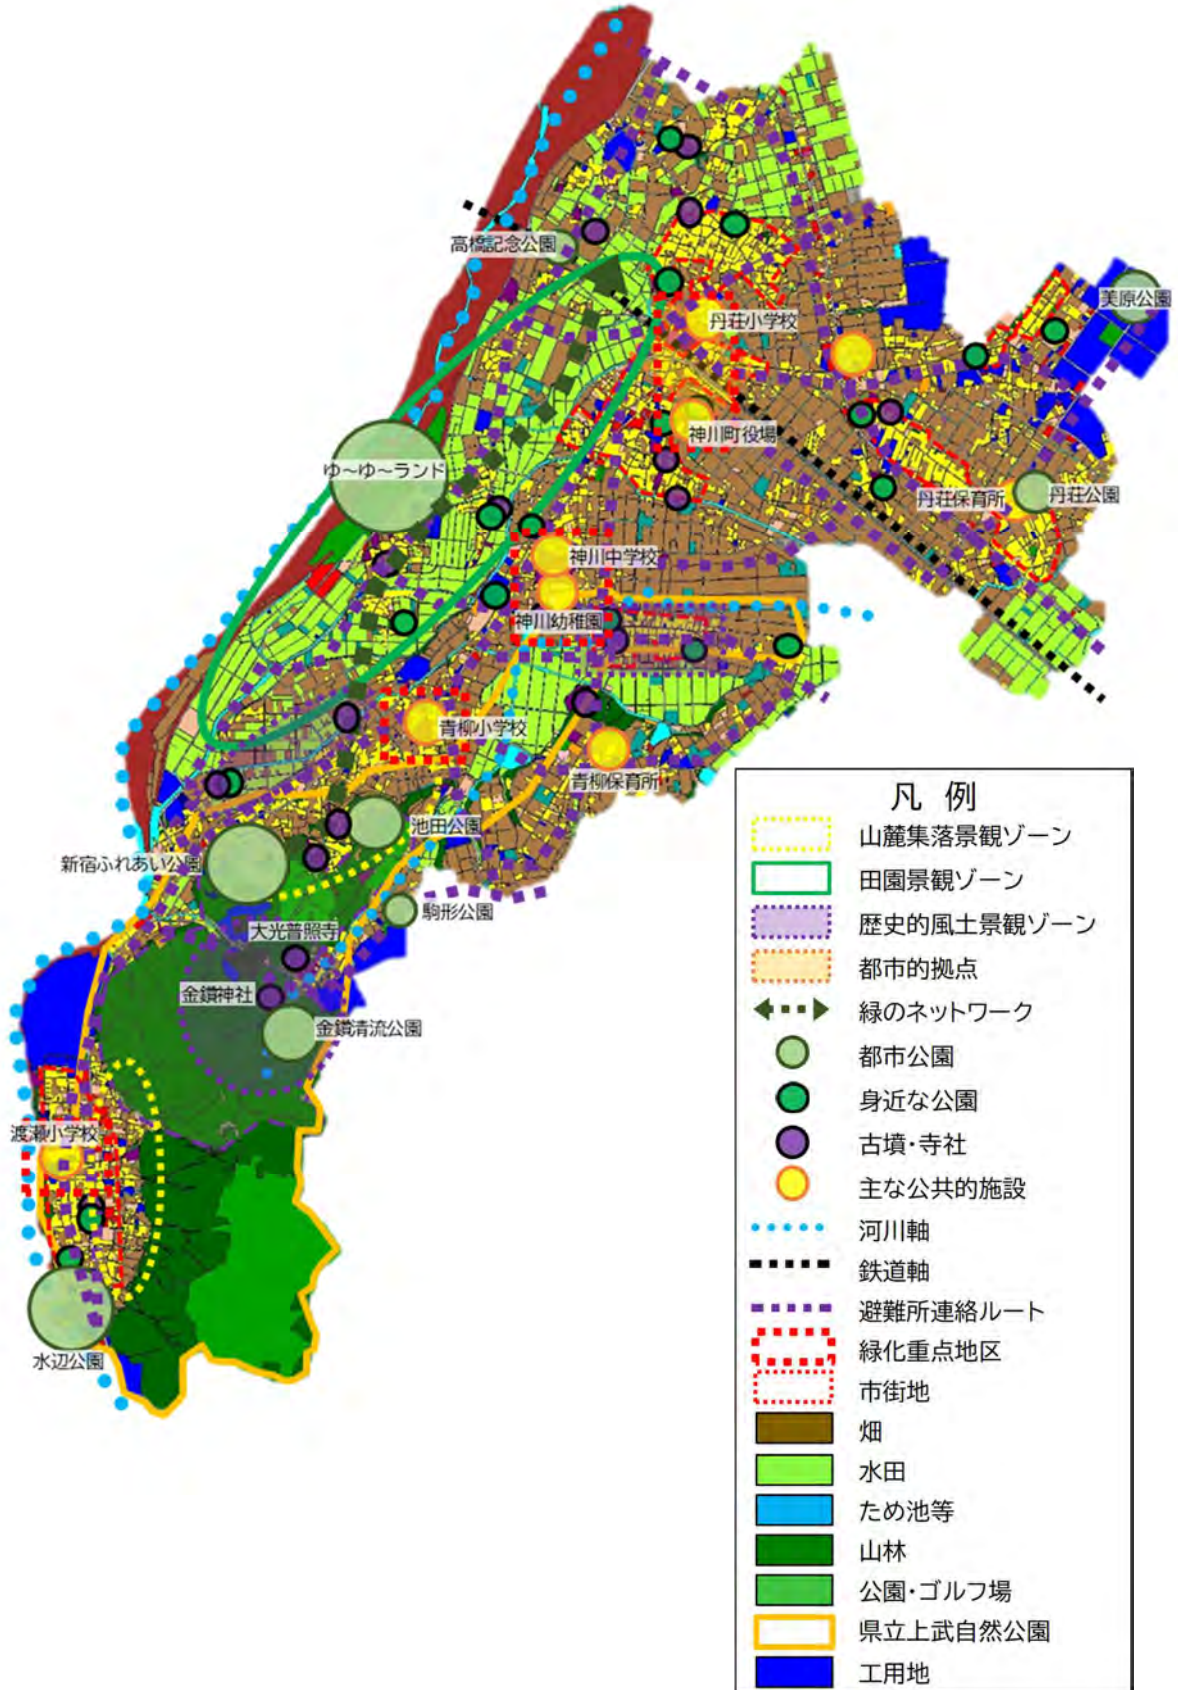 高橋記念公園
美原公園
丹荘小学校
神川町役場
ゆ～ゆ～ランド
丹荘保育所
丹荘公園
神川中学校
神川幼稚園
青柳小学校
青柳保育所
池田公園
新宿ふれあい公園
駒形公園
大光普照寺
金鑚神社
金鑚清流公園
渡瀬小学校
水辺公園
凡 例
山麓集落景観ゾーン
田園景観ゾーン
歴史的風土景観ゾーン
都市的拠点
緑のネットワーク
都市公園
身近な公園
古墳・寺社
主な公共的施設
河川軸
鉄道軸
避難所連絡ルート
緑化重点地区
市街地
畑
水田
ため池等
山林
公園・ゴルフ場
県立上武自然公園
工用地